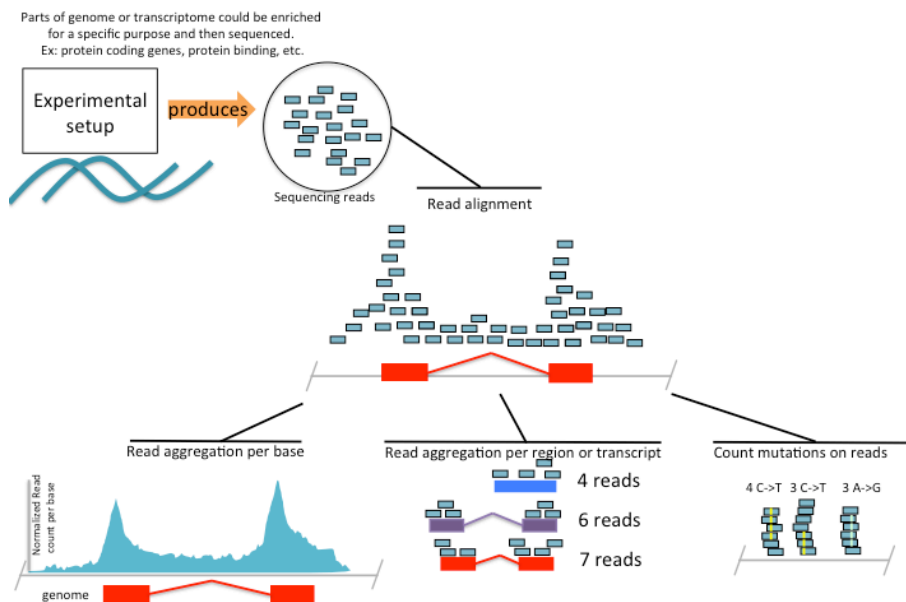 Parts of genome or transcriptome could be enriched
for a specific purpose and then sequenced.
Ex: protein coding genes, protein binding, etc.
Experimental
setup
produces
Sequencing reads
Read alignment
Read aggregation per base
Normalized Read
count per base
genome
Read aggregation per region or transcript
4 reads
6 reads
7 reads
Count mutations on reads
4 C->T 3 C->T 3 A->G